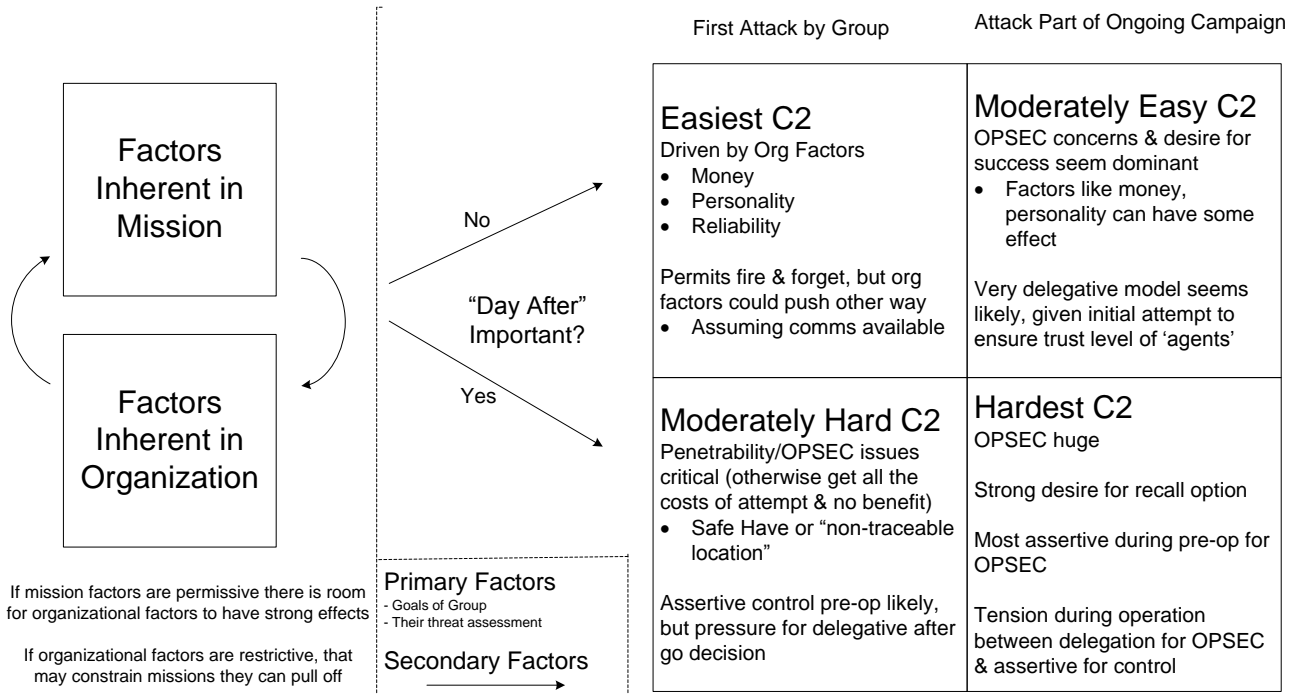 First Attack by Group
Attack Part of Ongoing Campaign
Factors
Inherent in
Mission
Factors
Inherent in
Organization
If mission factors are permissive there is room
for organizational factors to have strong effects
If organizational factors are restrictive, that
may constrain missions they can pull off
No
“Day After”
Important?
Yes
Primary Factors
- Goals of Group
- Their threat assessment
Secondary Factors
Easiest C2
Driven by Org Factors
• Money
• Personality
• Reliability
Permits fire & forget, but org
factors could push other way
• Assuming comms available
Moderately Easy C2
OPSEC concerns & desire for
success seem dominant
• Factors like money,
personality can have some
effect
Very delegative model seems
likely, given initial attempt to
ensure trust level of ‘agents’
Moderately Hard C2
Penetrability/OPSEC issues
critical (otherwise get all the
costs of attempt & no benefit)
• Safe Have or “non-traceable
location”
Assertive control pre-op likely,
but pressure for delegative after
go decision
Hardest C2
OPSEC huge
Strong desire for recall option
Most assertive during pre-op for
OPSEC
Tension during operation
between delegation for OPSEC
& assertive for control